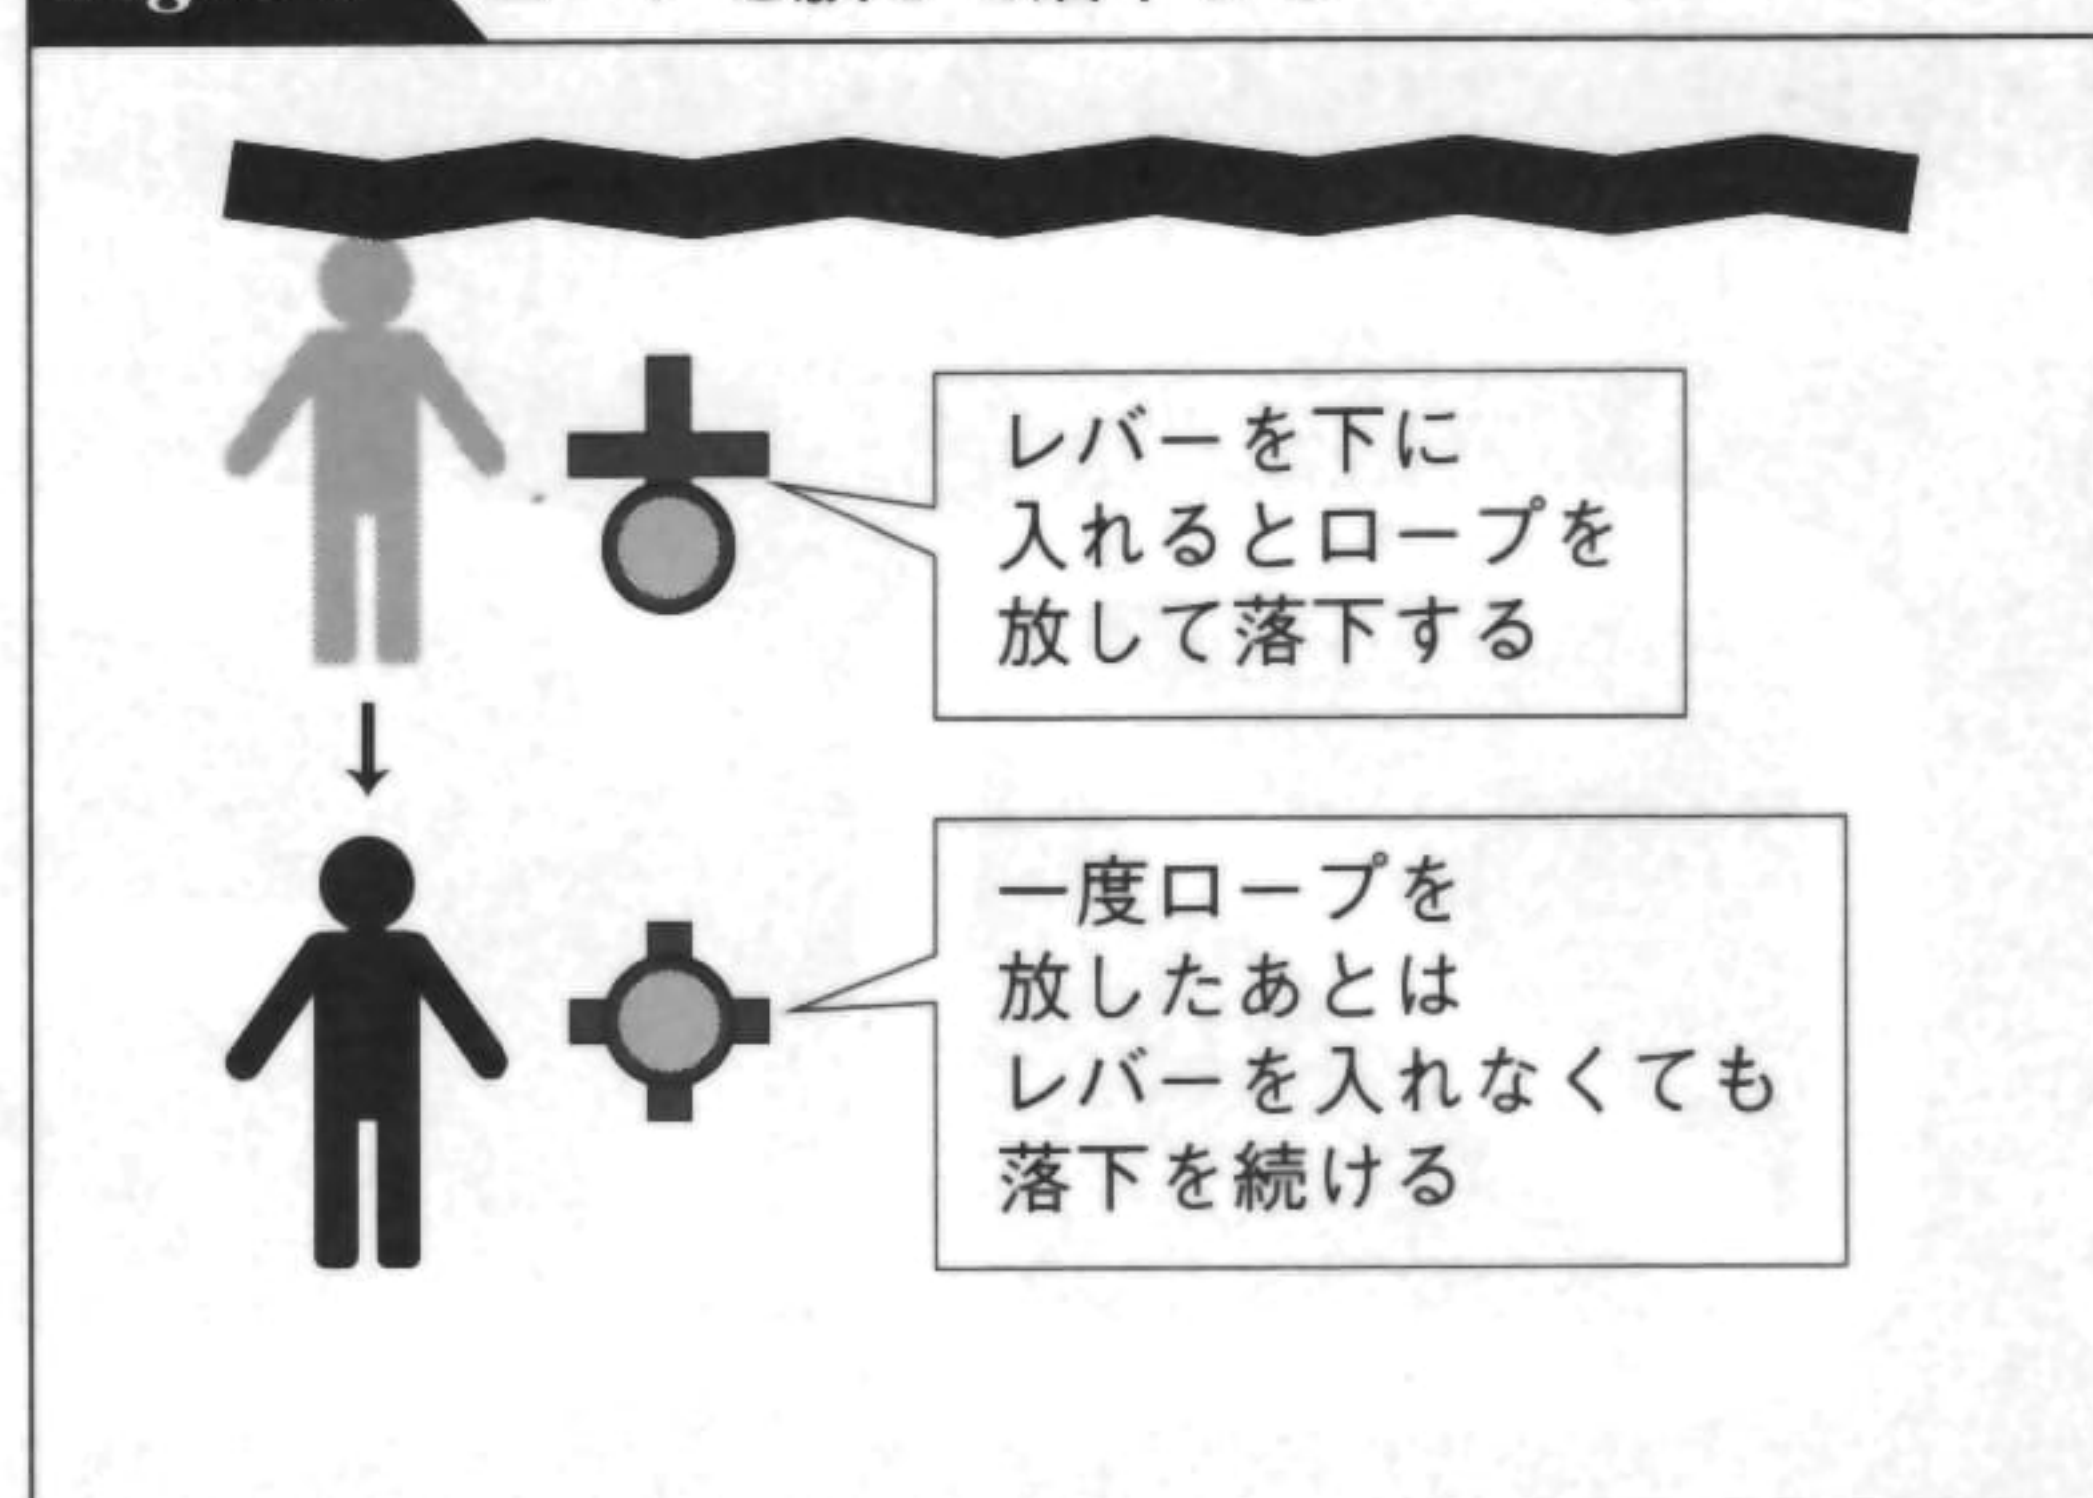 レバーを下に
入れるとロープを
放して落下する
一度ロープを
放したあとは
レバーを入れなくても
落下を続ける